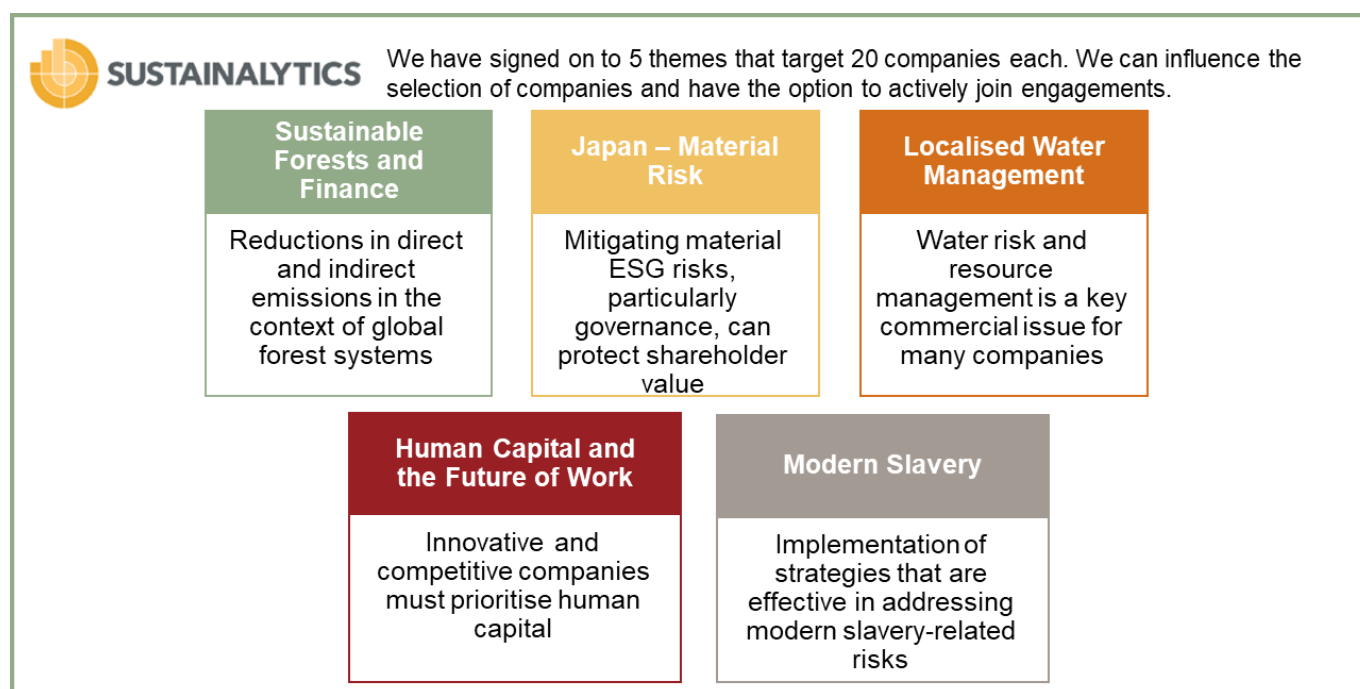 SUSTAINALYTICS
We have signed on to 5 themes that target 20 companies each. We can influence the
selection of companies and have the option to actively join engagements.
Sustainable
Forests and
Finance
Reductions in direct
and indirect
emissions in the
context of global
forest systems
Japan – Material
Risk
Mitigating material
ESG risks,
particularly
governance, can
protect shareholder
value
Localised Water
Management
Water risk and
resource
management is a key
commercial issue for
many companies
Human Capital and
the Future of Work
Innovative and
competitive companies
must prioritise human
capital
Modern Slavery
Implementation of
strategies that are
effective in addressing
modern slavery-related
risks